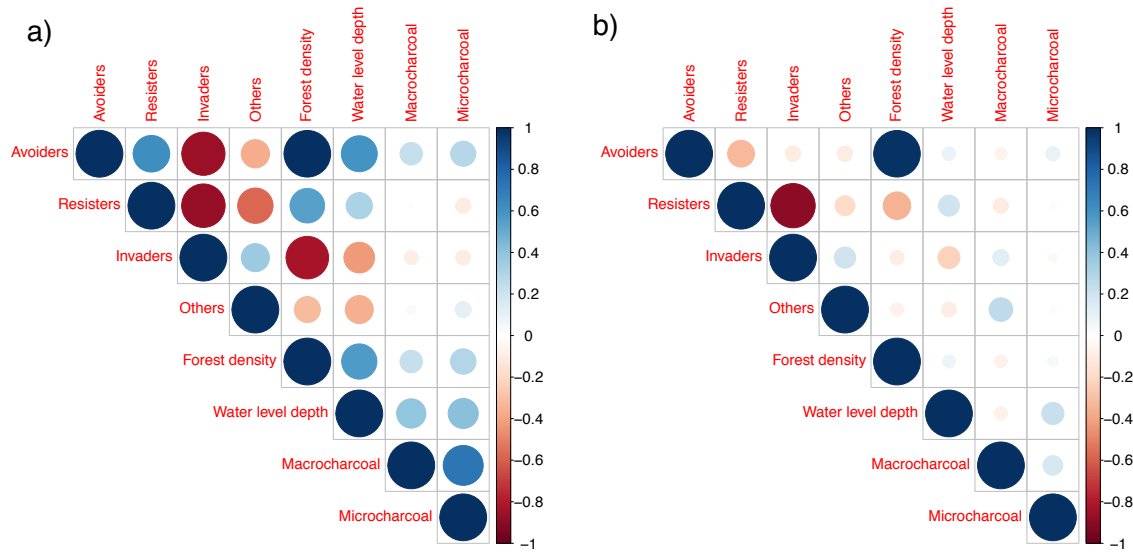 a)
Avoiders
Resisters
Invaders
Others
Forest density
Water level depth
Macrocharcoal
Microcharcoal
Avoiders
Resisters
Invaders
Others
Forest density
Water level depth
Macrocharcoal
Microcharcoal
1
0.8
0.6
0.4
0.2
0
−0.2
−0.4
−0.6
−0.8
−1
b)
Avoiders
Resisters
Invaders
Others
Forest density
Water level depth
Macrocharcoal
Microcharcoal
Avoiders
Resisters
Invaders
Others
Forest density
Water level depth
Macrocharcoal
Microcharcoal
1
0.8
0.6
0.4
0.2
0
−0.2
−0.4
−0.6
−0.8
−1